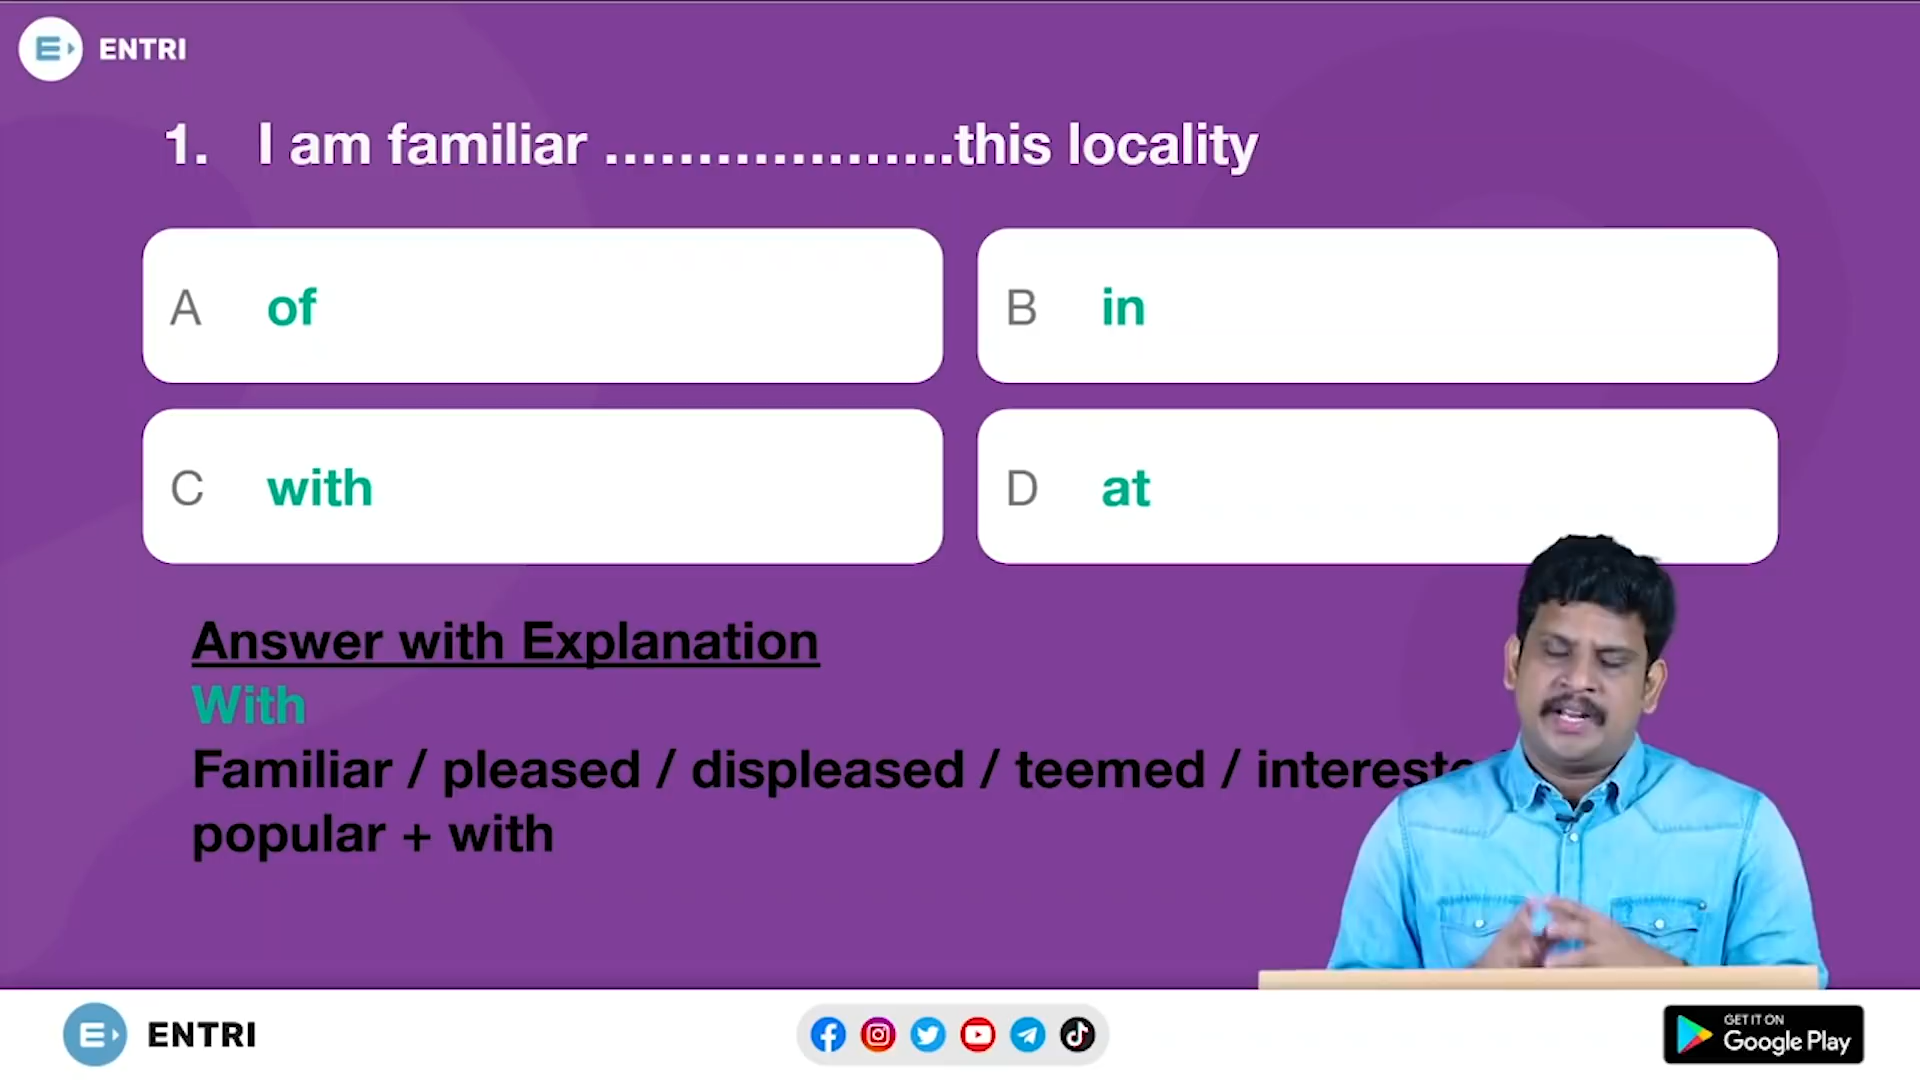 ENTRI
1. I am familiar ...................this locality
A of
B in
C with
D at
Answer with Explanation
With
Familiar / pleased / displeased / teemed /
popular + with
ENTRI
GET IT ON
Google Play